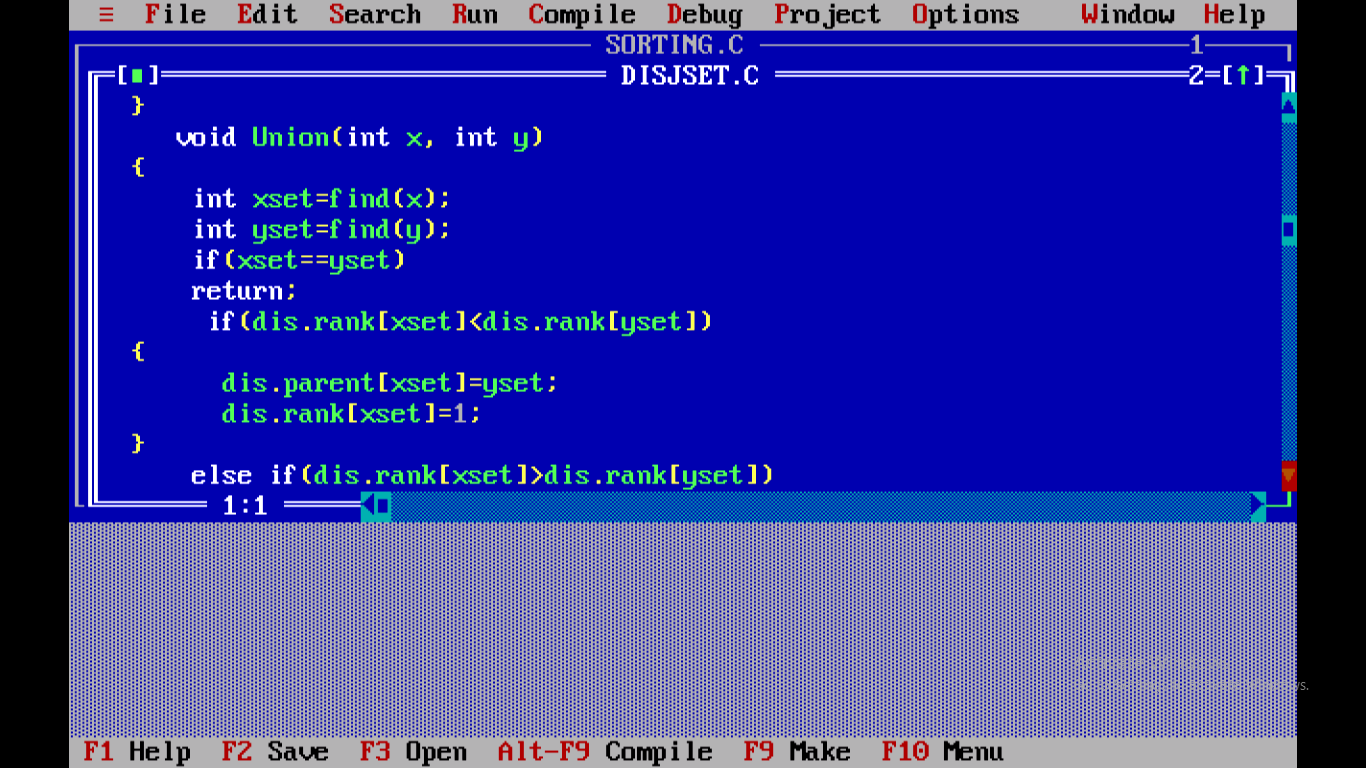 ≡ File Edit Search Run Compile Debug Project Options Window Help
SORTING.C 1
[■] DISJSET.C 2=[↑]
}
void Union(int x, int y)
{
int xset=find(x);
int yset=find(y);
if(xset==yset)
return;
if(dis.rank[xset]<dis.rank[yset])
{
dis.parent[xset]=yset;
dis.rank[xset]=1;
}
else if(dis.rank[xset]>dis.rank[yset])
1:1
F1 Help F2 Save F3 Open Alt-F9 Compile F9 Make F10 Menu